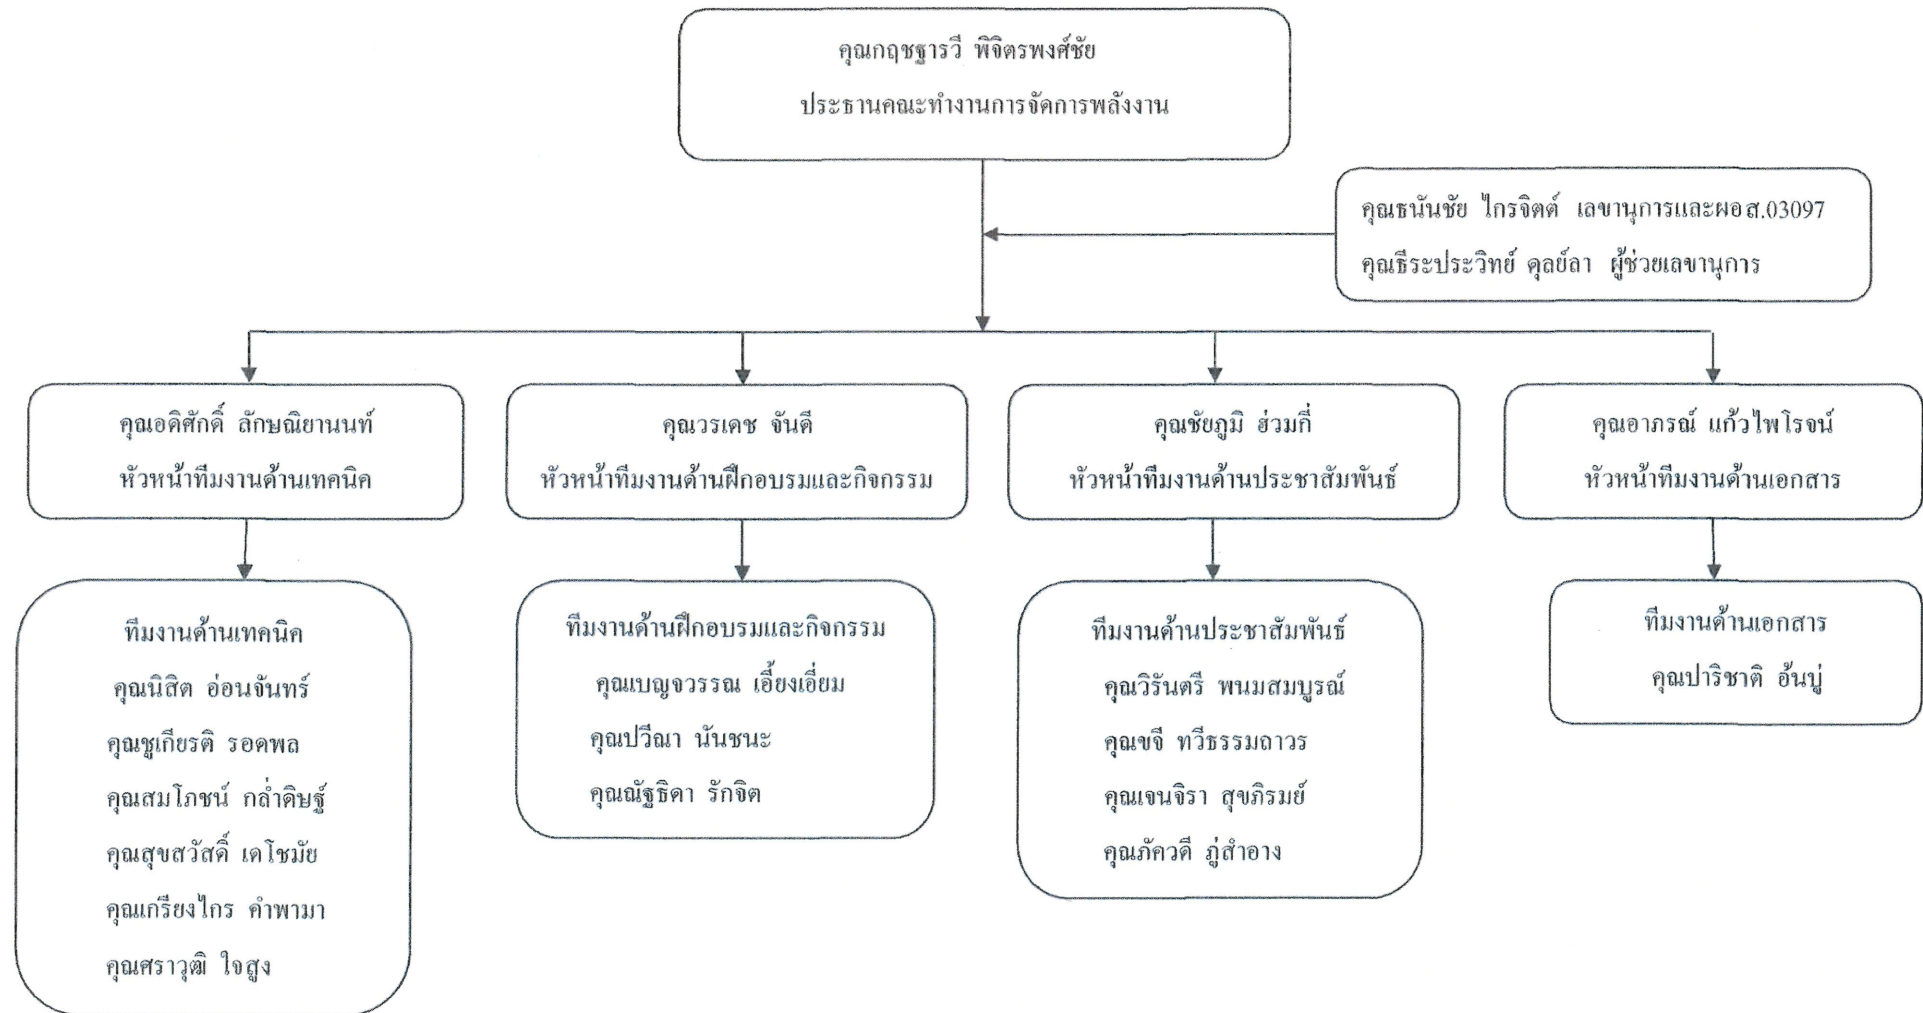 คุณกฤชฐารวี พิจิตรพงศ์ชัย
ประธานคณะทำงานการจัดการพลังงาน
คุณธนันชัย ไกรจิตต์ เลขานุการและผอส.03097
คุณธีระประวิทย์ ดุลย์ลา ผู้ช่วยเลขานุการ
คุณอดิศักดิ์ ลักษณิยานนท์
หัวหน้าทีมงานด้านเทคนิค
คุณวรเดช จันดี
หัวหน้าทีมงานด้านฝึกอบรมและกิจกรรม
คุณชัยภูมิ ฮ่วมกี่
หัวหน้าทีมงานด้านประชาสัมพันธ์
คุณอาภรณ์ แก้วไพโรจน์
หัวหน้าทีมงานด้านเอกสาร
ทีมงานด้านเทคนิค
คุณนิสิต อ่อนจันทร์
คุณชูเกียรติ รอดพล
คุณสมโภชน์ กล่ำดิษฐ์
คุณสุขสวัสดิ์ เดโชมัย
คุณเกรียงไกร คำพามา
คุณศราวุฒิ ใจสูง
ทีมงานด้านฝึกอบรมและกิจกรรม
คุณเบญจวรรณ เอี้ยงเอี่ยม
คุณปวีณา นันชนะ
คุณณัฐธิดา รักจิต
ทีมงานด้านประชาสัมพันธ์
คุณวิรันตรี พนมสมบูรณ์
คุณขจี ทวีธรรมถาวร
คุณเจนจิรา สุขภิรมย์
คุณภัควดี ภู่สำอาง
ทีมงานด้านเอกสาร
คุณปาริชาติ อ้นบู่